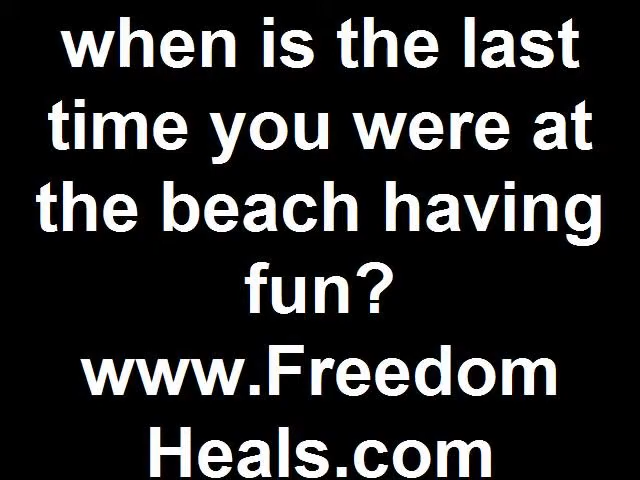 when is the last
time you were at
the beach having
fun?
www.Freedom
Heals.com